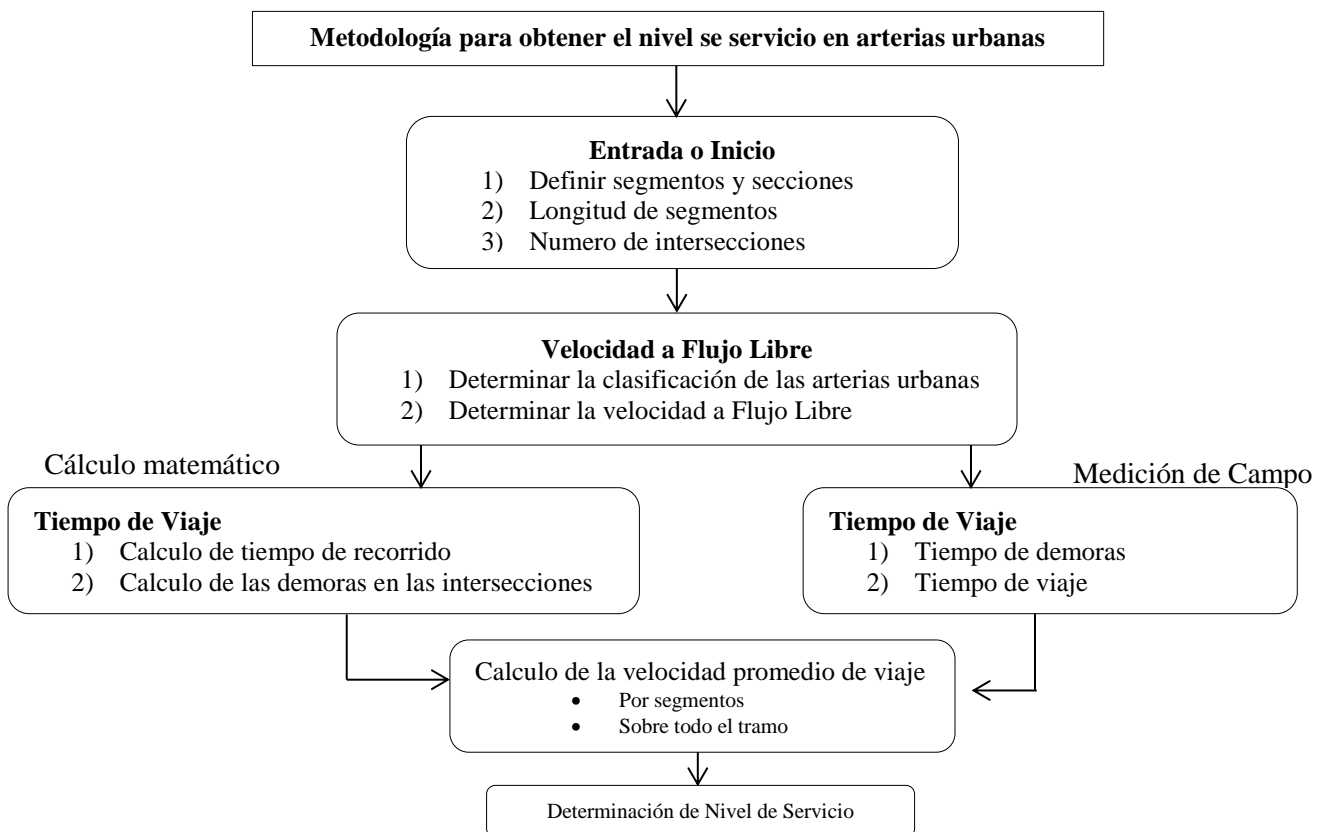 Metodología para obtener el nivel se servicio en arterias urbanas
Entrada o Inicio
1) Definir segmentos y secciones
2) Longitud de segmentos
3) Numero de intersecciones
Velocidad a Flujo Libre
1) Determinar la clasificación de las arterias urbanas
2) Determinar la velocidad a Flujo Libre
Cálculo matemático
Tiempo de Viaje
1) Calculo de tiempo de recorrido
2) Calculo de las demoras en las intersecciones
Medición de Campo
Tiempo de Viaje
1) Tiempo de demoras
2) Tiempo de viaje
Calculo de la velocidad promedio de viaje
• Por segmentos
• Sobre todo el tramo
Determinación de Nivel de Servicio